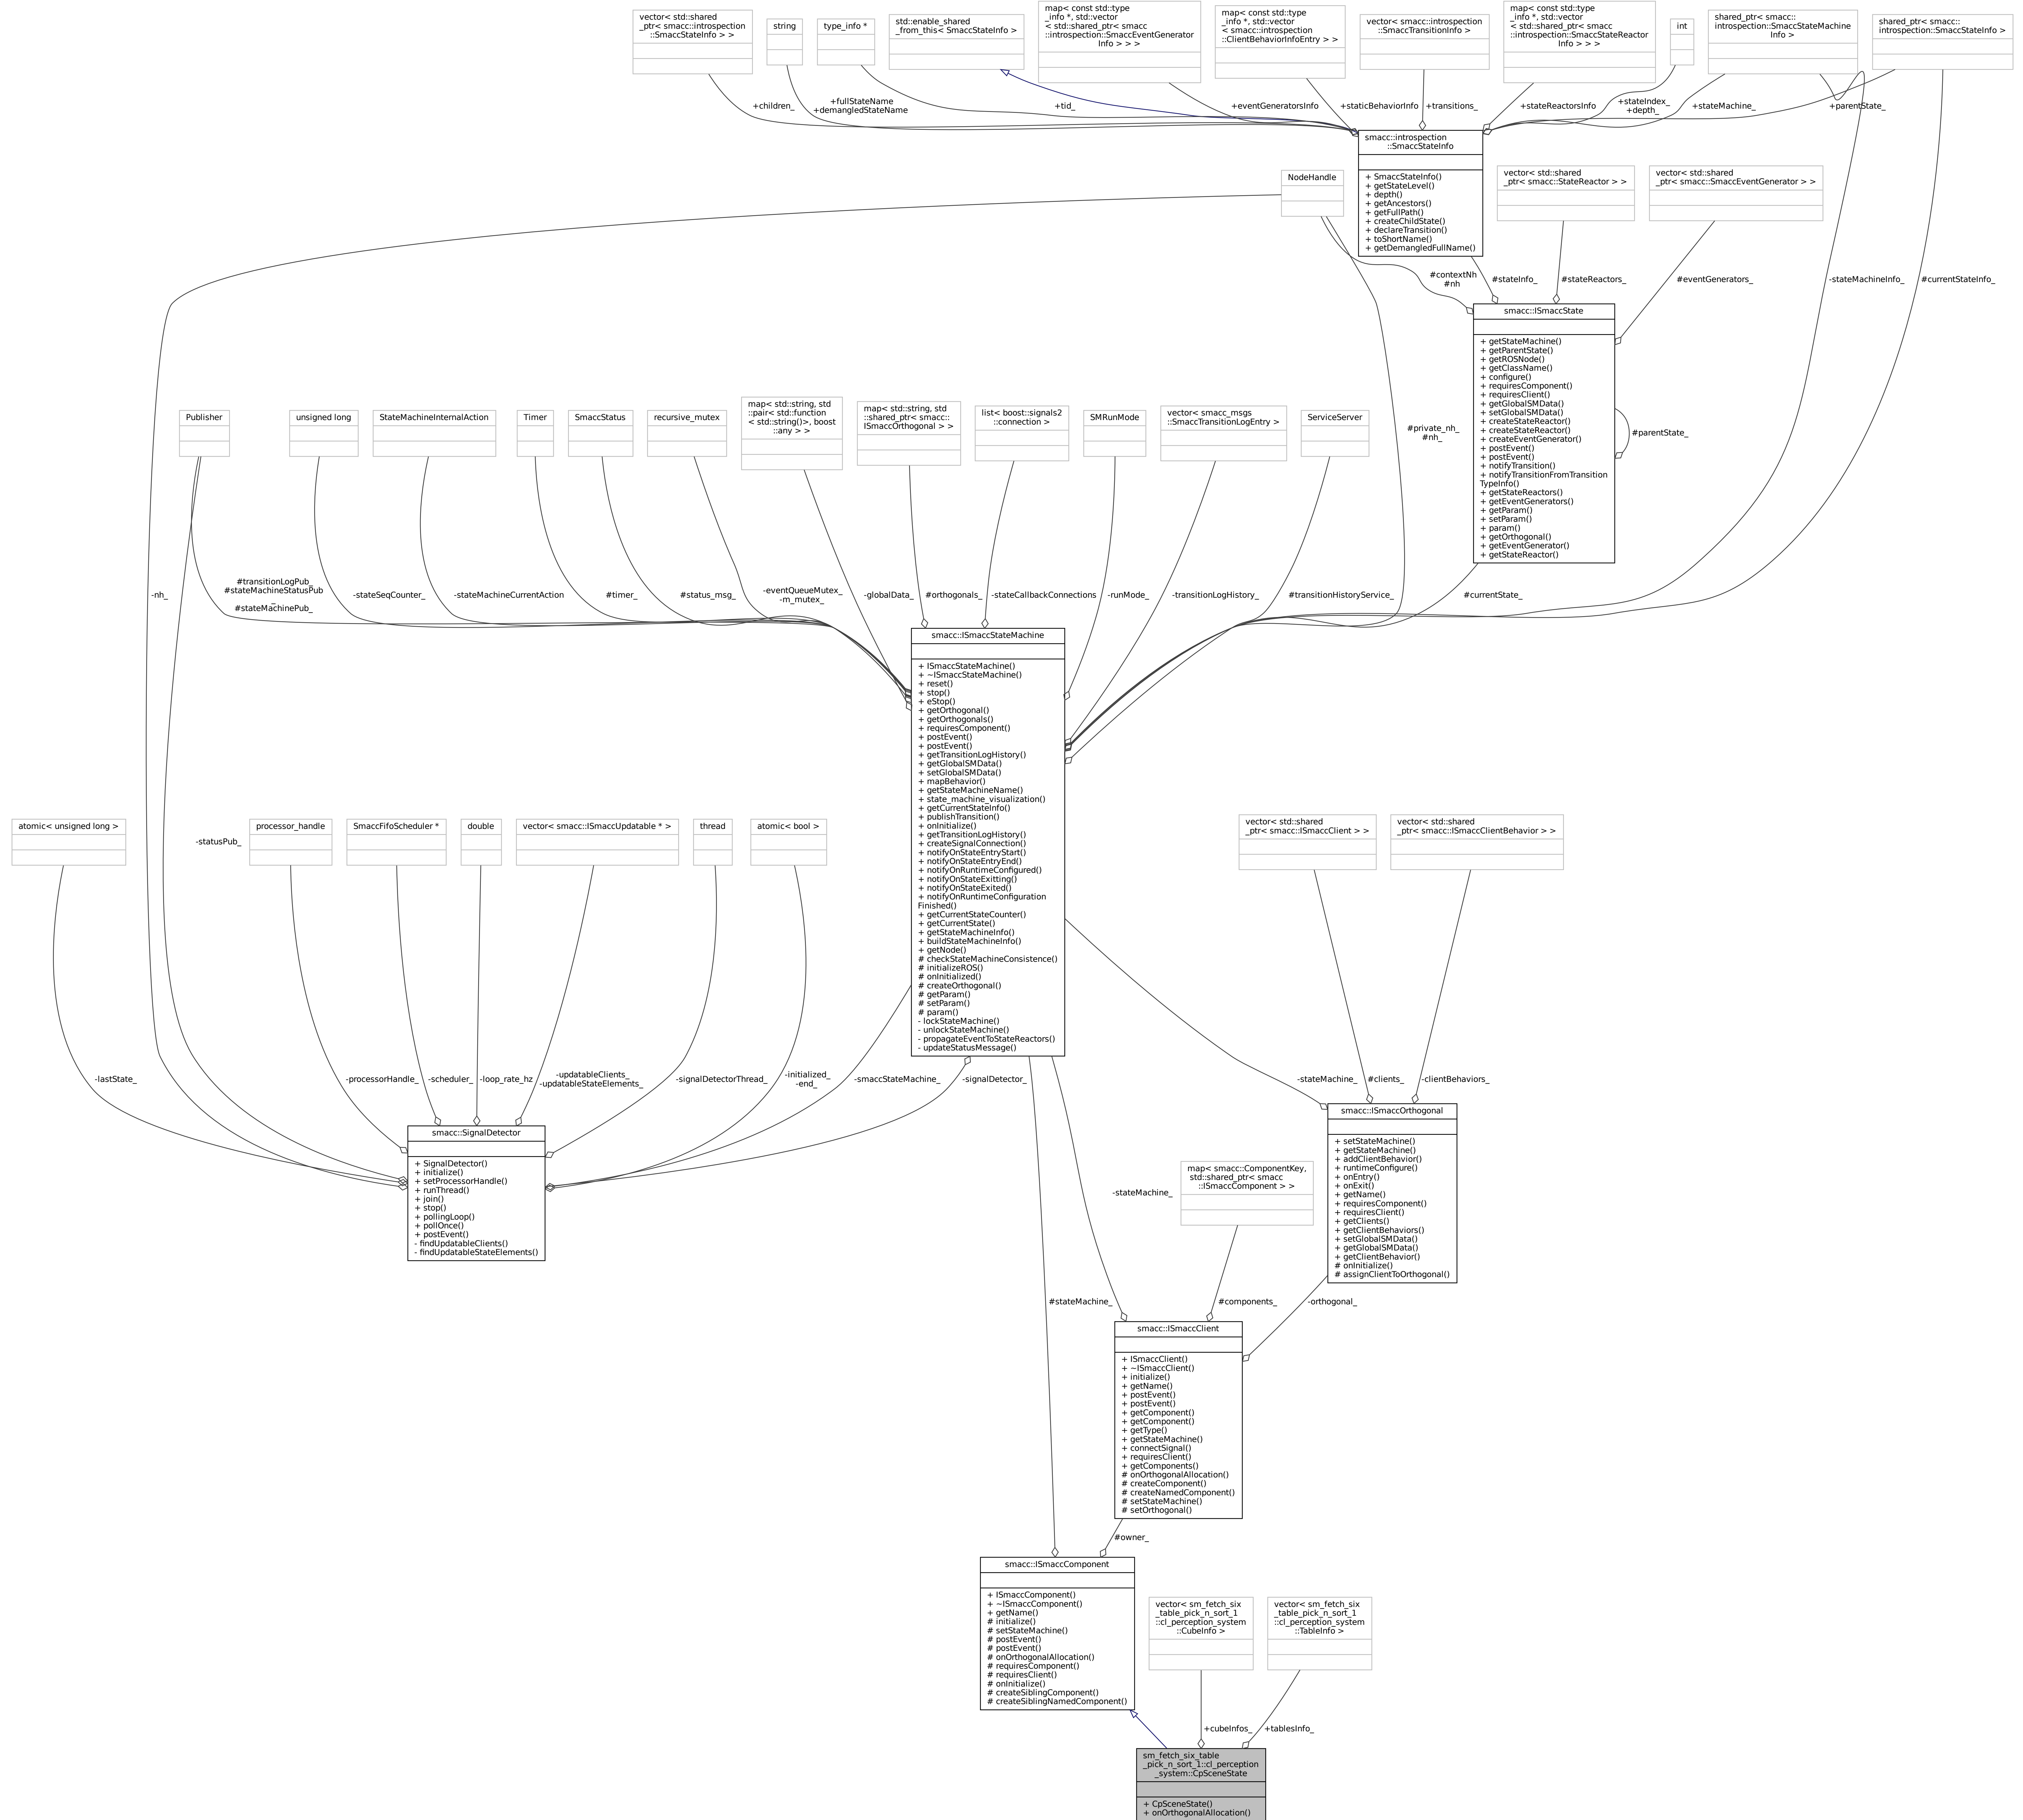 vector< std::shared
_ptr< smacc::introspection
::SmaccStateInfo > >
string
type_info *
std::enable_shared
_from_this< SmaccStateInfo >
map< const std::type
_info *, std::vector
< std::shared_ptr< smacc
::introspection::SmaccEventGenerator
Info > > >
map< const std::type
_info *, std::vector
< smacc::introspection
::ClientBehaviorInfoEntry > >
vector< smacc::introspection
::SmaccTransitionInfo >
map< const std::type
_info *, std::vector
< std::shared_ptr< smacc
::introspection::SmaccStateReactor
Info > > >
int
shared_ptr< smacc::
introspection::SmaccStateMachine
Info >
shared_ptr< smacc::
introspection::SmaccStateInfo >
+children_
+fullStateName
+demangledStateName
+tid_
+eventGeneratorsInfo
+staticBehaviorInfo
+transitions_
+stateReactorsInfo
+stateIndex_
+depth_
+stateMachine_
+parentState_
smacc::introspection
::SmaccStateInfo
+ SmaccStateInfo()
+ getStateLevel()
+ depth()
+ getAncestors()
+ getFullPath()
+ createChildState()
+ declareTransition()
+ toShortName()
+ getDemangledFullName()
NodeHandle
vector< std::shared
_ptr< smacc::StateReactor > >
vector< std::shared
_ptr< smacc::SmaccEventGenerator > >
#contextNh
#nh
#stateInfo_
#stateReactors_
#eventGenerators_
-stateMachineInfo_
#currentStateInfo_
smacc::ISmaccState
+ getStateMachine()
+ getParentState()
+ getROSNode()
+ getClassName()
+ configure()
+ requiresComponent()
+ requiresClient()
+ getGlobalSMData()
+ setGlobalSMData()
+ createStateReactor()
+ createStateReactor()
+ createEventGenerator()
+ postEvent()
+ postEvent()
+ notifyTransition()
+ notifyTransitionFromTransition
TypeInfo()
+ getStateReactors()
+ getEventGenerators()
+ getParam()
+ setParam()
+ param()
+ getOrthogonal()
+ getEventGenerator()
+ getStateReactor()
#parentState_
Publisher
unsigned long
StateMachineInternalAction
Timer
SmaccStatus
recursive_mutex
map< std::string, std
::pair< std::function
< std::string()>, boost
::any > >
map< std::string, std
::shared_ptr< smacc::
ISmaccOrthogonal > >
list< boost::signals2
::connection >
SMRunMode
vector< smacc_msgs
::SmaccTransitionLogEntry >
ServiceServer
#private_nh_
#nh_
-nh_
#transitionLogPub_
#stateMachineStatusPub
_
#stateMachinePub_
-stateSeqCounter_
-stateMachineCurrentAction
#timer_
#status_msg_
-eventQueueMutex_
-m_mutex_
-globalData_
#orthogonals_
-stateCallbackConnections
-runMode_
-transitionLogHistory_
#transitionHistoryService_
#currentState_
smacc::ISmaccStateMachine
+ ISmaccStateMachine()
+ ~ISmaccStateMachine()
+ reset()
+ stop()
+ eStop()
+ getOrthogonal()
+ getOrthogonals()
+ requiresComponent()
+ postEvent()
+ postEvent()
+ getTransitionLogHistory()
+ getGlobalSMData()
+ setGlobalSMData()
+ mapBehavior()
+ getStateMachineName()
+ state_machine_visualization()
+ getCurrentStateInfo()
+ publishTransition()
+ onInitialize()
+ getTransitionLogHistory()
+ createSignalConnection()
+ notifyOnStateEntryStart()
+ notifyOnStateEntryEnd()
+ notifyOnRuntimeConfigured()
+ notifyOnStateExitting()
+ notifyOnStateExited()
+ notifyOnRuntimeConfiguration
Finished()
+ getCurrentStateCounter()
+ getCurrentState()
+ getStateMachineInfo()
+ buildStateMachineInfo()
+ getNode()
# checkStateMachineConsistence()
# initializeROS()
# onInitialized()
# createOrthogonal()
# getParam()
# setParam()
# param()
- lockStateMachine()
- unlockStateMachine()
- propagateEventToStateReactors()
- updateStatusMessage()
atomic< unsigned long >
-statusPub_
processor_handle
SmaccFifoScheduler *
double
vector< smacc::ISmaccUpdatable * >
thread
atomic< bool >
vector< std::shared
_ptr< smacc::ISmaccClient > >
vector< std::shared
_ptr< smacc::ISmaccClientBehavior > >
-lastState_
-processorHandle_
-scheduler_
-loop_rate_hz
-updatableClients_
-updatableStateElements_
-signalDetectorThread_
-initialized_
-end_
-smaccStateMachine_
-signalDetector_
-stateMachine_
#clients_
-clientBehaviors_
smacc::SignalDetector
+ SignalDetector()
+ initialize()
+ setProcessorHandle()
+ runThread()
+ join()
+ stop()
+ pollingLoop()
+ pollOnce()
+ postEvent()
- findUpdatableClients()
- findUpdatableStateElements()
smacc::ISmaccOrthogonal
+ setStateMachine()
+ getStateMachine()
+ addClientBehavior()
+ runtimeConfigure()
+ onEntry()
+ onExit()
+ getName()
+ requiresComponent()
+ requiresClient()
+ getClients()
+ getClientBehaviors()
+ setGlobalSMData()
+ getGlobalSMData()
+ getClientBehavior()
# onInitialize()
# assignClientToOrthogonal()
-stateMachine_
map< smacc::ComponentKey,
std::shared_ptr< smacc
::ISmaccComponent > >
#stateMachine_
#components_
-orthogonal_
smacc::ISmaccClient
+ ISmaccClient()
+ ~ISmaccClient()
+ initialize()
+ getName()
+ postEvent()
+ postEvent()
+ getComponent()
+ getComponent()
+ getType()
+ getStateMachine()
+ connectSignal()
+ requiresClient()
+ getComponents()
# onOrthogonalAllocation()
# createComponent()
# createNamedComponent()
# setStateMachine()
# setOrthogonal()
#owner_
smacc::ISmaccComponent
+ ISmaccComponent()
+ ~ISmaccComponent()
+ getName()
# initialize()
# setStateMachine()
# postEvent()
# postEvent()
# onOrthogonalAllocation()
# requiresComponent()
# requiresClient()
# onInitialize()
# createSiblingComponent()
# createSiblingNamedComponent()
vector< sm_fetch_six
_table_pick_n_sort_1
::cl_perception_system
::CubeInfo >
vector< sm_fetch_six
_table_pick_n_sort_1
::cl_perception_system
::TableInfo >
+cubeInfos_
+tablesInfo_
sm_fetch_six_table
_pick_n_sort_1::cl_perception
_system::CpSceneState
+ CpSceneState()
+ onOrthogonalAllocation()